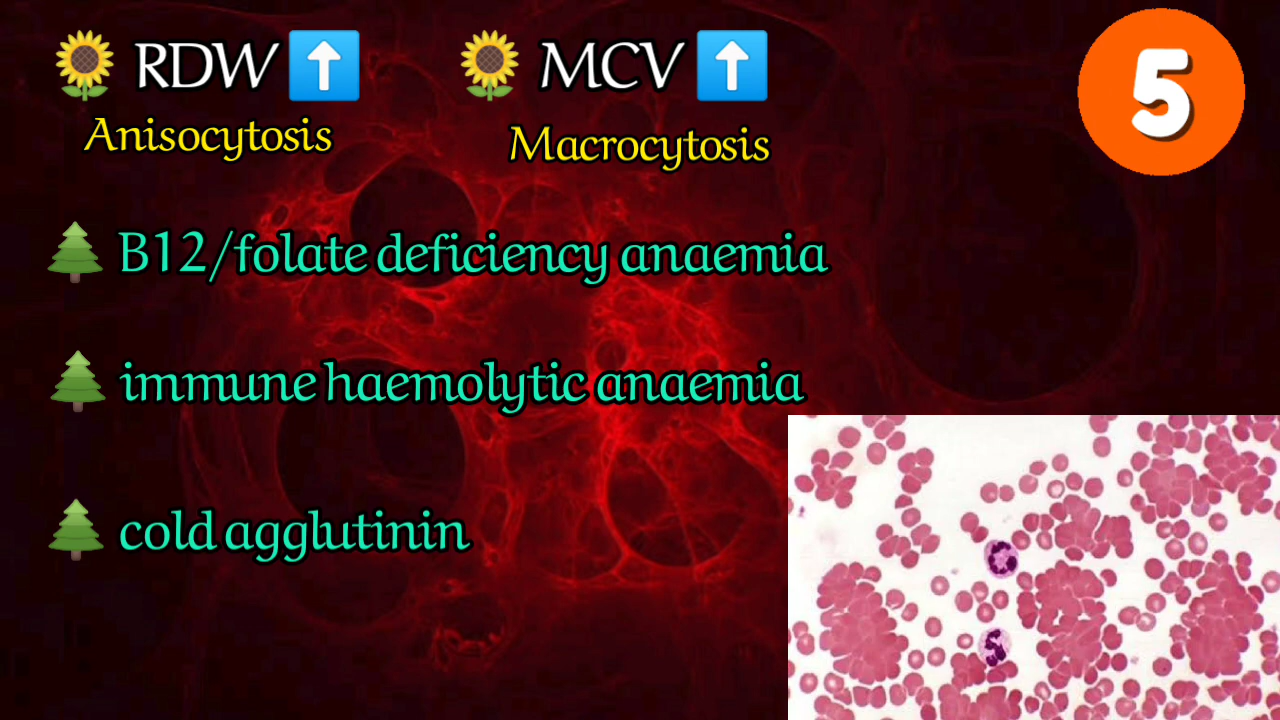 🌻 RDW ⬆️ 🌻 MCV ⬆️
5
Anisocytosis Macrocytosis
🌲 B12/folate deficiency anaemia
🌲 immune haemolytic anaemia
🌲 cold agglutinin